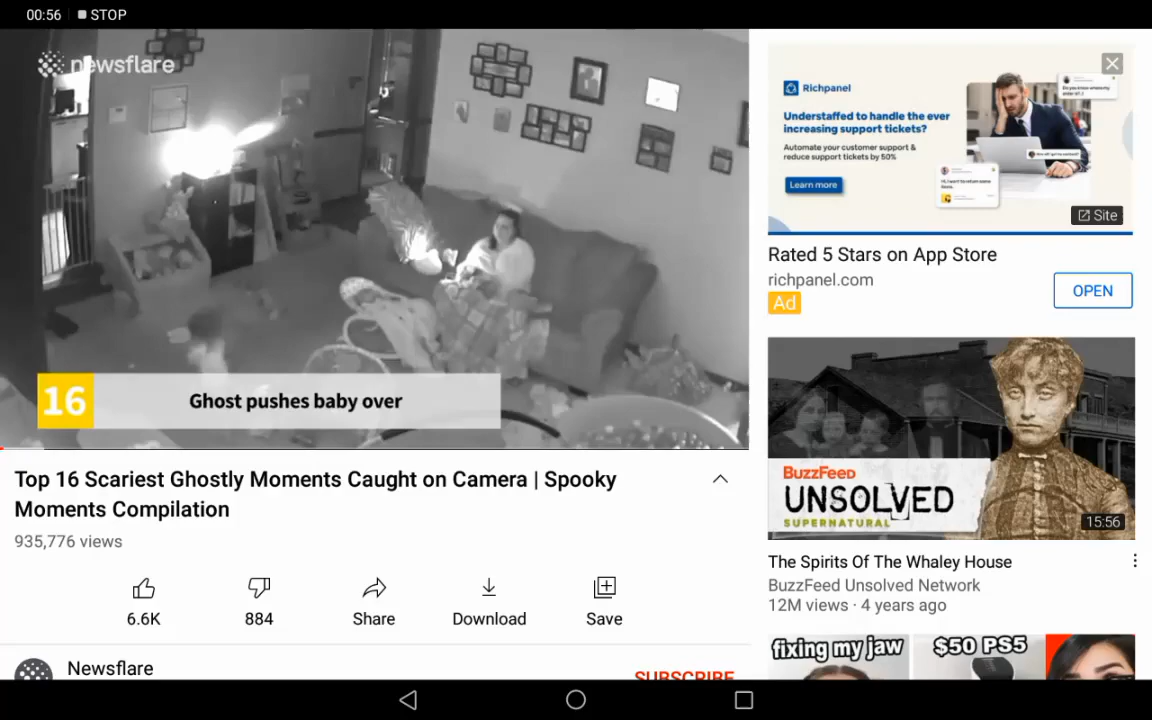 00:56 STOP
newsflare
16 Ghost pushes baby over
Top 16 Scariest Ghostly Moments Caught on Camera | Spooky
Moments Compilation
935,776 views
6.6K 884 Share Download Save
Newsflare
SUBSCRIBE
Richpanel
Understaffed to handle the ever
increasing support tickets?
Automate your customer support &
reduce support tickets by 50%
Learn more
Site
Rated 5 Stars on App Store
richpanel.com
Ad
OPEN
BuzzFeed
UNSOLVED
SUPERNATURAL
15:56
The Spirits Of The Whaley House
BuzzFeed Unsolved Network
12M views · 4 years ago
fixing my jaw
$50 PS5